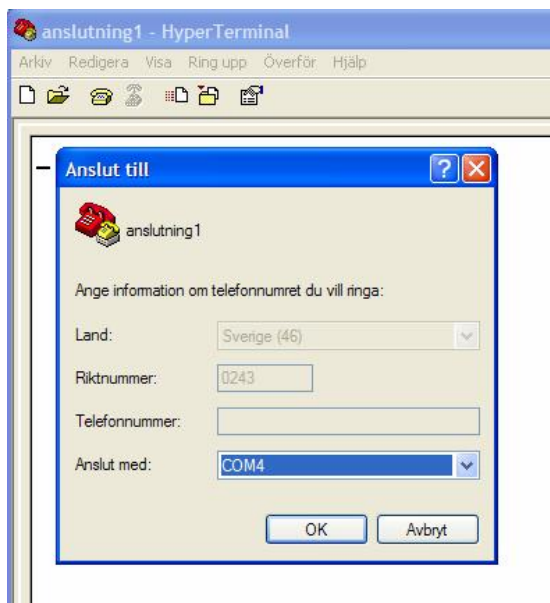 anslutning1 - HyperTerminal
Arkiv Redigera Visa Ring upp Överför Hjälp
Anslut till
anslutning1
Ange information om telefonnumret du vill ringa:
Land: Sverige (46)
Riktnummer: 0243
Telefonnummer:
Anslut med: COM4
OK Avbryt